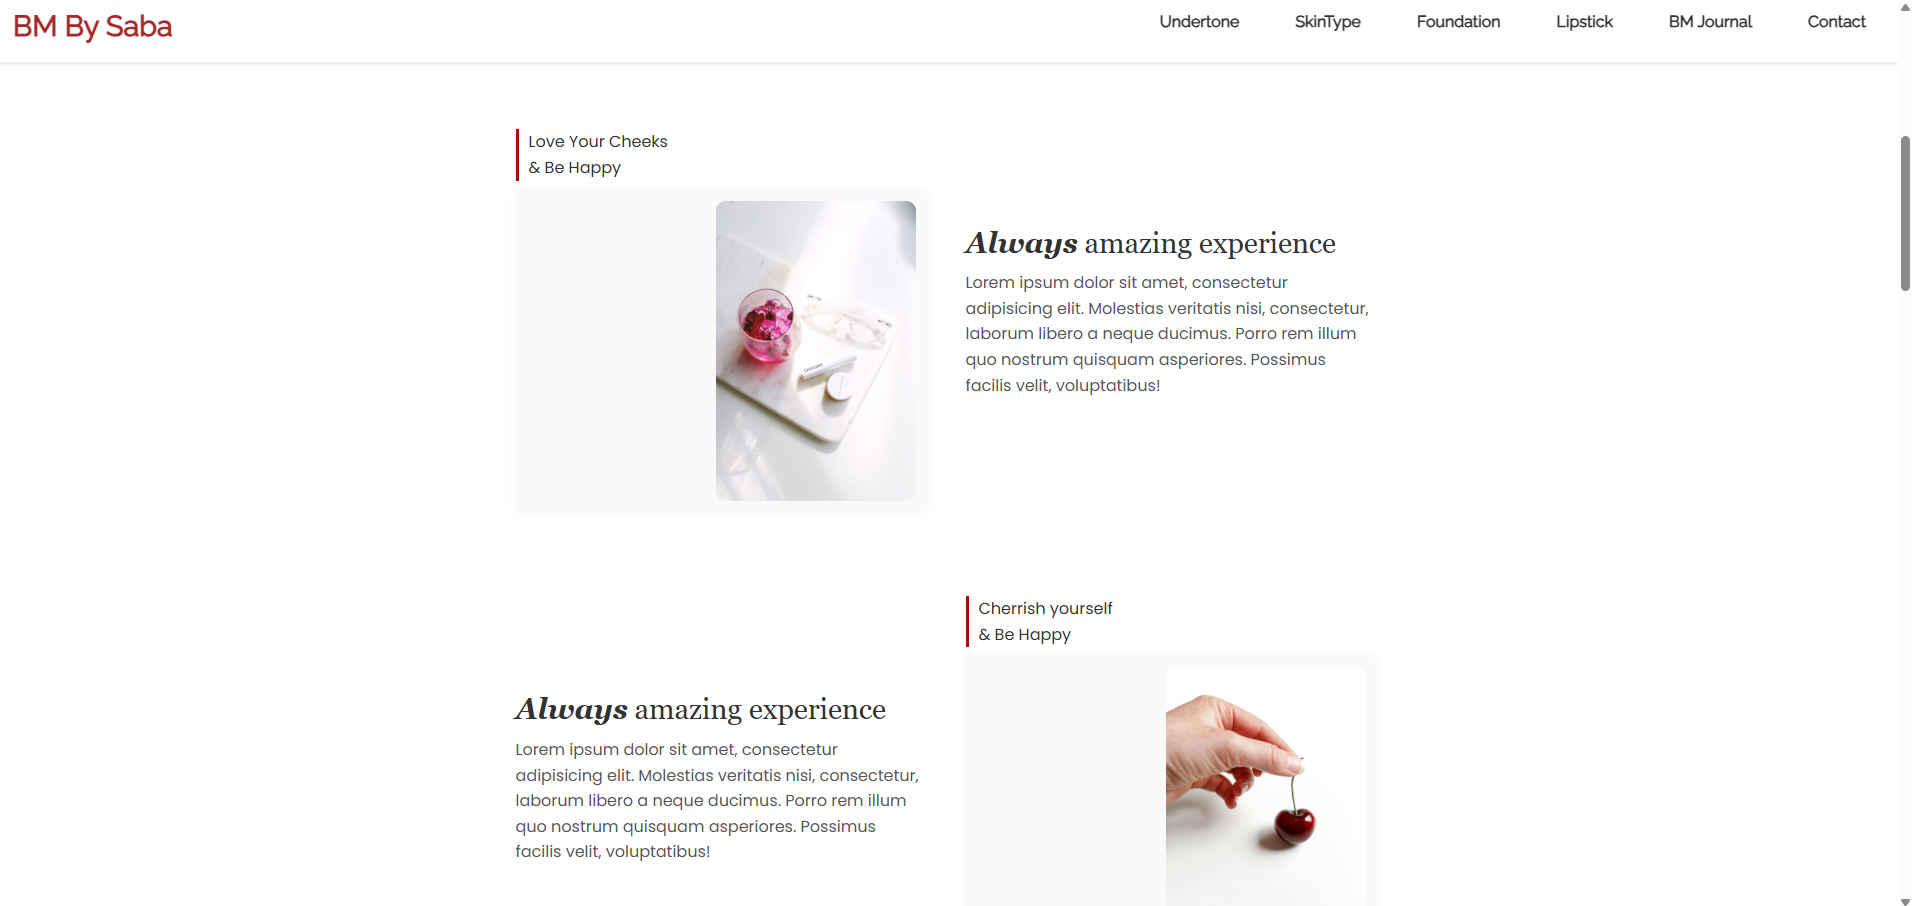 BM By Saba
Undertone SkinType Foundation Lipstick BM Journal Contact
Love Your Cheeks
& Be Happy
Always amazing experience
Lorem ipsum dolor sit amet, consectetur
adipisicing elit. Molestias veritatis nisi, consectetur,
laborum libero a neque ducimus. Porro rem illum
quo nostrum quisquam asperiores. Possimus
facilis velit, voluptatibus!
Cherrish yourself
& Be Happy
Always amazing experience
Lorem ipsum dolor sit amet, consectetur
adipisicing elit. Molestias veritatis nisi, consectetur,
laborum libero a neque ducimus. Porro rem illum
quo nostrum quisquam asperiores. Possimus
facilis velit, voluptatibus!